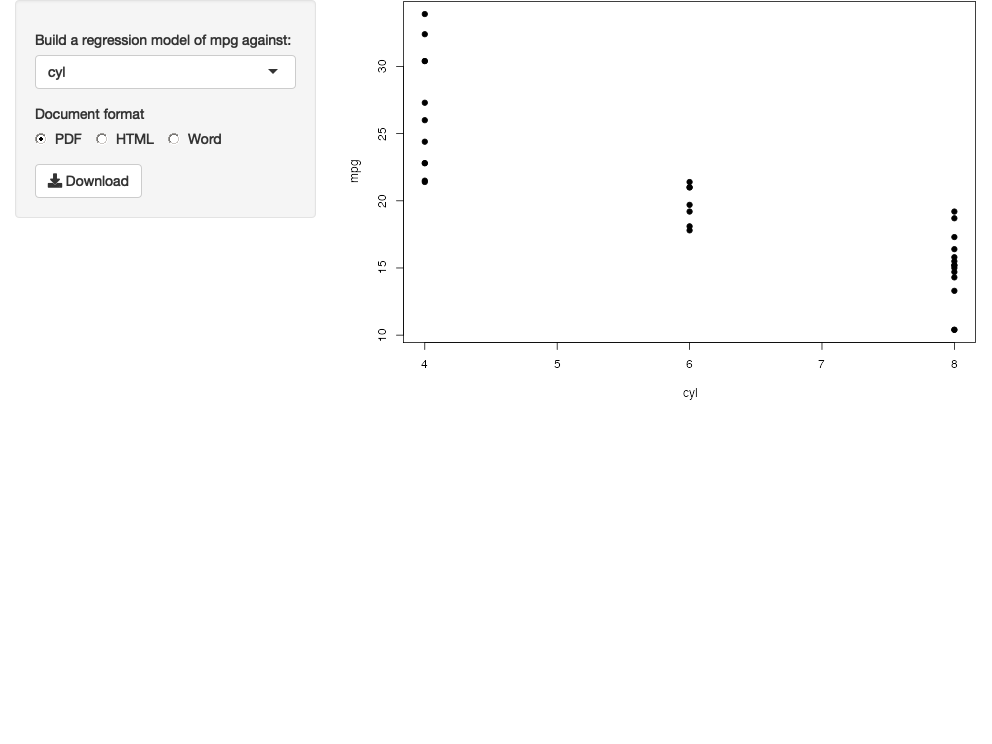 Build a regression model of mpg against:
cyl
Document format
PDF HTML Word
Download
mpg
30
25
20
15
10
4 5 6 7 8
cyl